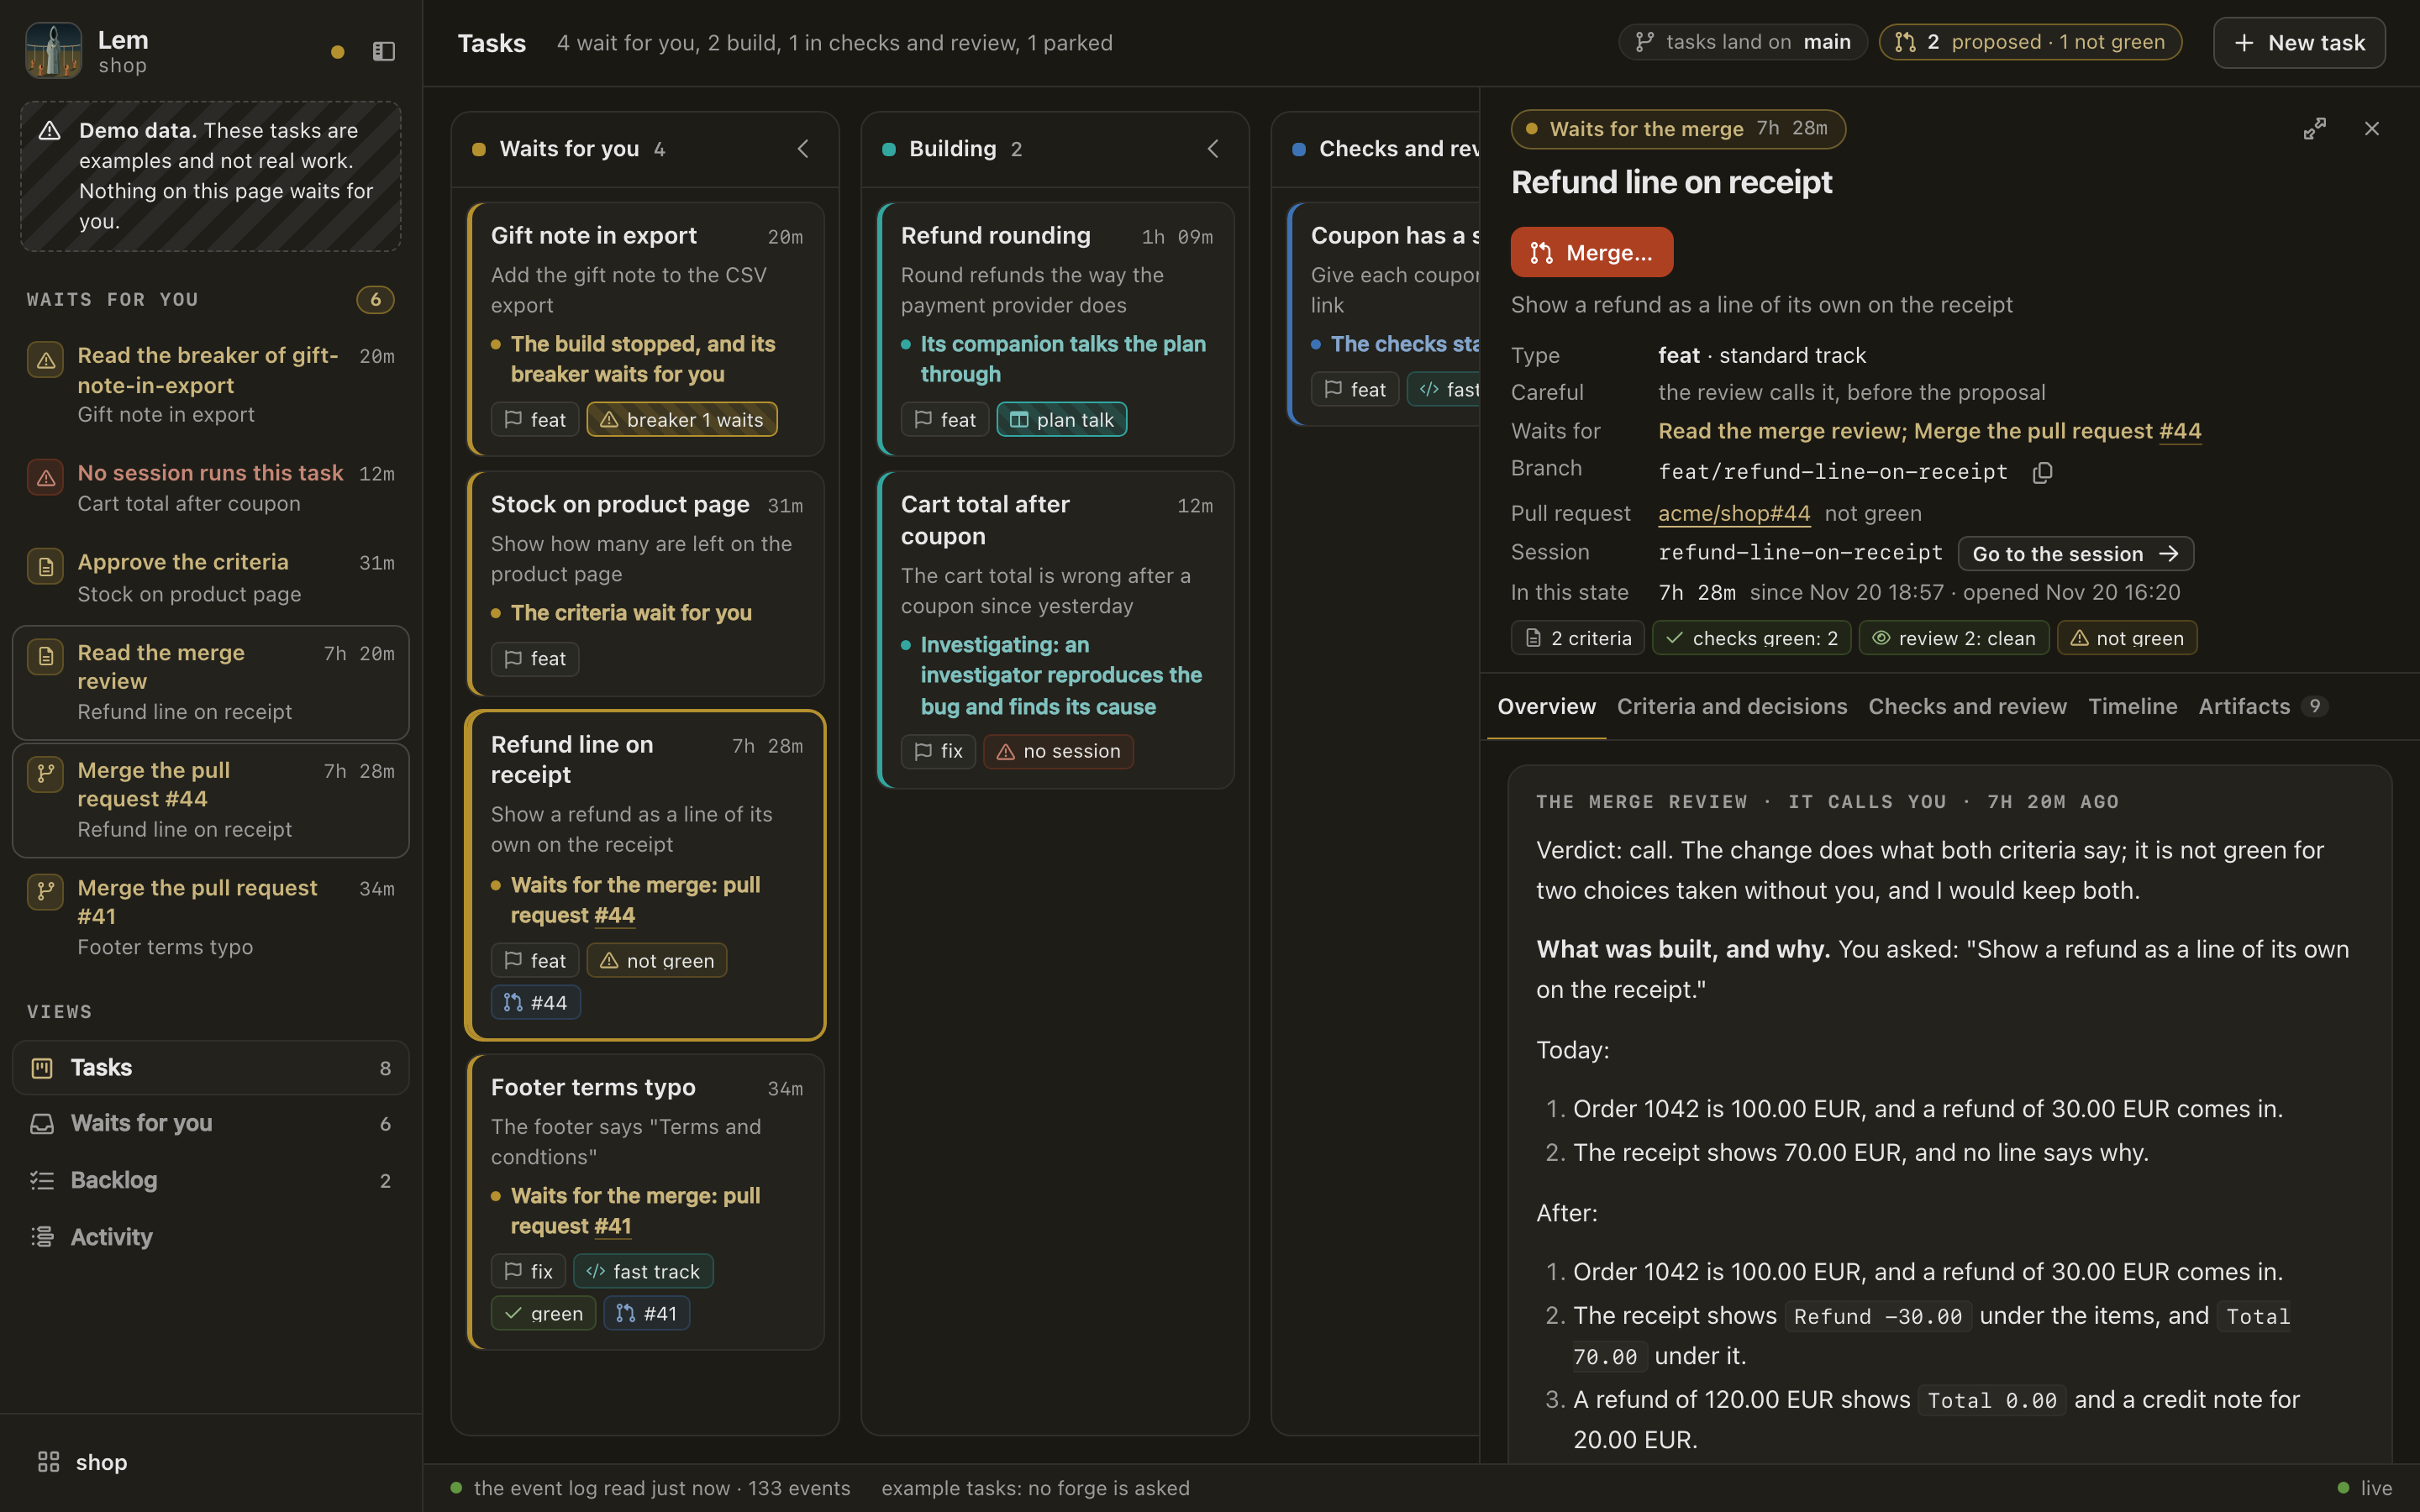 Lem
shop
Demo data. These tasks are
examples and not real work.
Nothing on this page waits for
you.
WAITS FOR YOU 6
Read the breaker of gift-
note-in-export
20m
Gift note in export
No session runs this task 12m
Cart total after coupon
Approve the criteria 31m
Stock on product page
Read the merge
review
7h 20m
Refund line on receipt
Merge the pull
request #44
7h 28m
Refund line on receipt
Merge the pull request
#41
34m
Footer terms typo
VIEWS
Tasks 8
Waits for you 6
Backlog 2
Activity
shop
Tasks 4 wait for you, 2 build, 1 in checks and review, 1 parked
tasks land on main
2 proposed · 1 not green
New task
Waits for you 4
Gift note in export 20m
Add the gift note to the CSV
export
The build stopped, and its
breaker waits for you
feat breaker 1 waits
Stock on product page 31m
Show how many are left on the
product page
The criteria wait for you
feat
Refund line on
receipt
7h 28m
Show a refund as a line of its
own on the receipt
Waits for the merge: pull
request #44
feat not green
#44
Footer terms typo 34m
The footer says "Terms and
condtions"
Waits for the merge: pull
request #41
fix fast track
green #41
Building 2
Refund rounding 1h 09m
Round refunds the way the
payment provider does
Its companion talks the plan
through
feat plan talk
Cart total after
coupon
12m
The cart total is wrong after a
coupon since yesterday
Investigating: an
investigator reproduces the
bug and finds its cause
fix no session
Checks and rev
Coupon has a s
Give each coupon
link
The checks sta
feat fast
Waits for the merge 7h 28m
Refund line on receipt
Merge...
Show a refund as a line of its own on the receipt
Type feat · standard track
Careful the review calls it, before the proposal
Waits for Read the merge review; Merge the pull request #44
Branch feat/refund-line-on-receipt
Pull request acme/shop#44 not green
Session refund-line-on-receipt Go to the session
In this state 7h 28m since Nov 20 18:57 · opened Nov 20 16:20
2 criteria checks green: 2 review 2: clean not green
Overview Criteria and decisions Checks and review Timeline Artifacts 9
THE MERGE REVIEW · IT CALLS YOU · 7H 20M AGO
Verdict: call. The change does what both criteria say; it is not green for
two choices taken without you, and I would keep both.
What was built, and why. You asked: "Show a refund as a line of its own
on the receipt."
Today:
1. Order 1042 is 100.00 EUR, and a refund of 30.00 EUR comes in.
2. The receipt shows 70.00 EUR, and no line says why.
After:
1. Order 1042 is 100.00 EUR, and a refund of 30.00 EUR comes in.
2. The receipt shows Refund −30.00 under the items, and Total
70.00 under it.
3. A refund of 120.00 EUR shows Total 0.00 and a credit note for
20.00 EUR.
the event log read just now · 133 events example tasks: no forge is asked
live